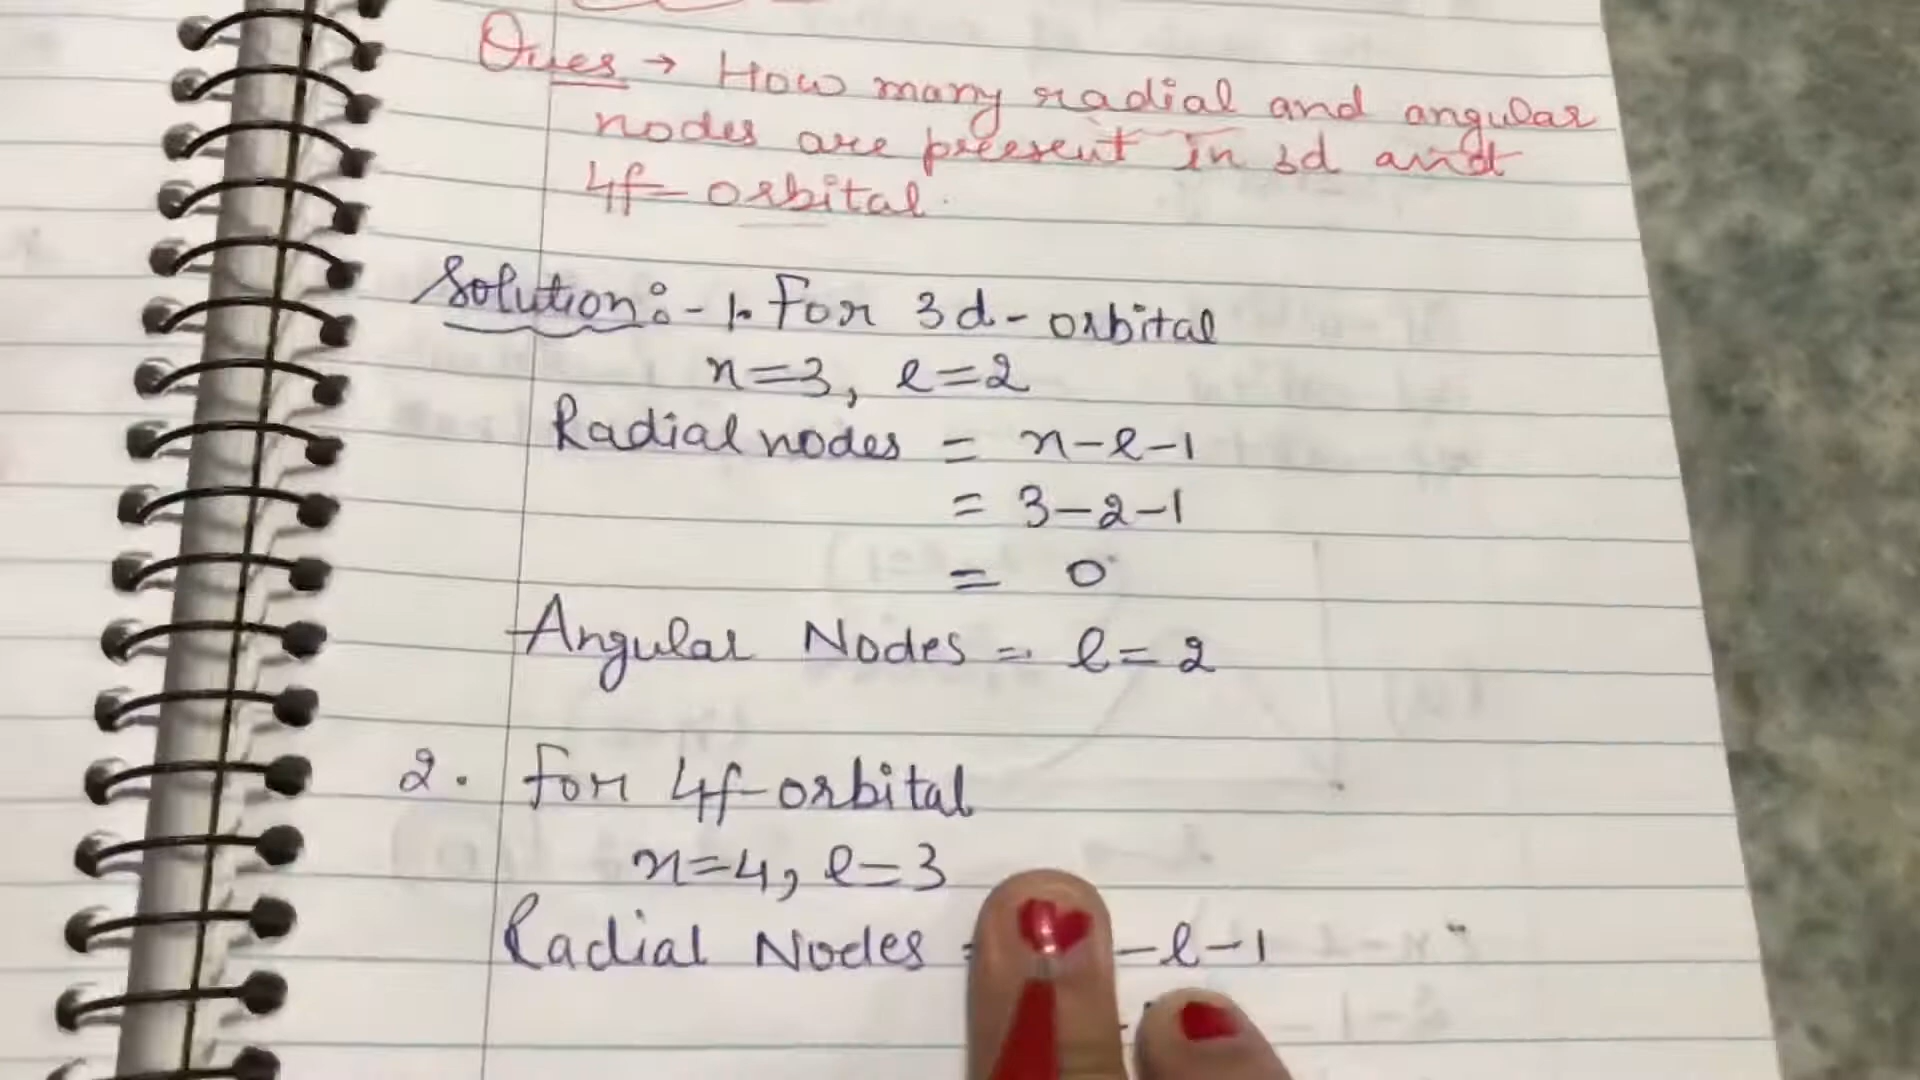 Ques → How many radial and angular
nodes are present in 3d and
4f- orbital.
Solution:- 1. For 3d- orbital
n=3, l=2
Radial nodes = n-l-1
= 3-2-1
= 0
Angular Nodes = l=2
2. For 4f-orbital
n=4, l=3
Radial Nodes = -l-1